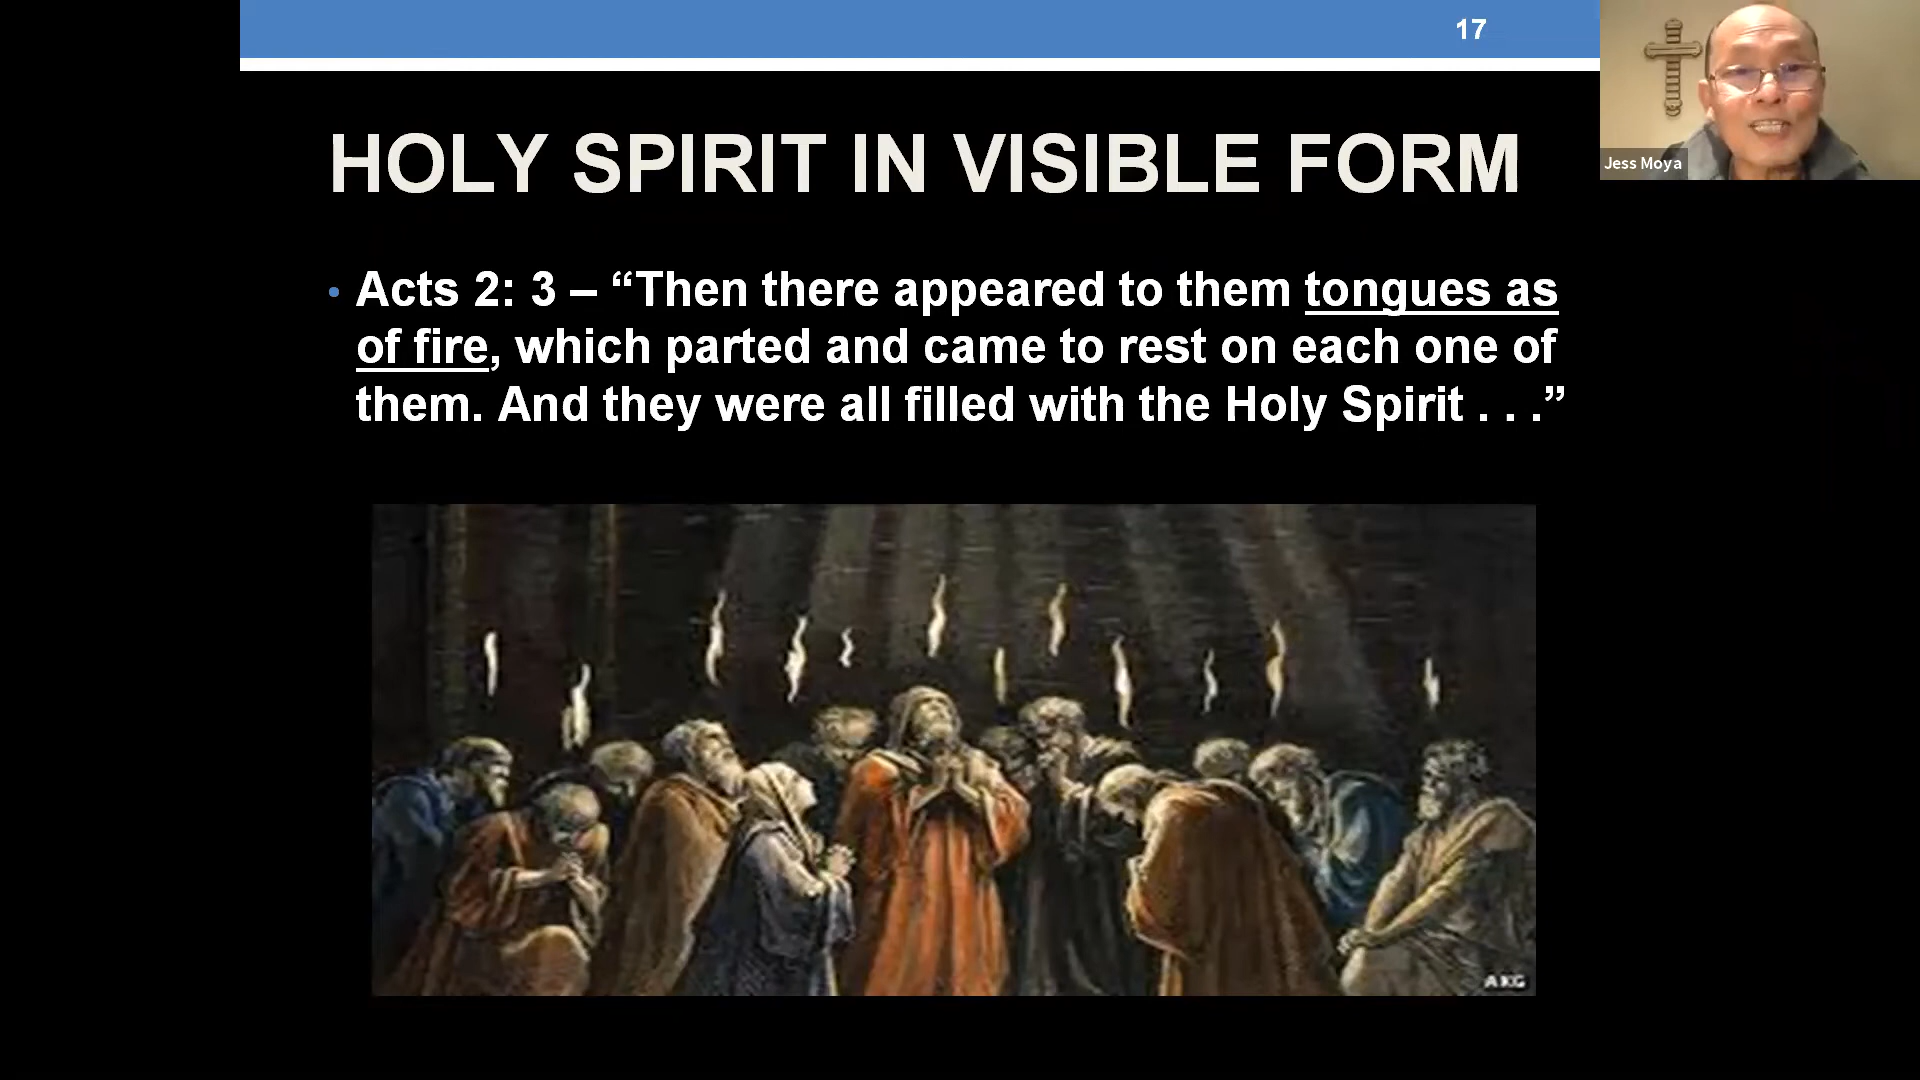 17
Jess Moya
HOLY SPIRIT IN VISIBLE FORM
• Acts 2: 3 – “Then there appeared to them tongues as
of fire, which parted and came to rest on each one of
them. And they were all filled with the Holy Spirit . . .”
AKG